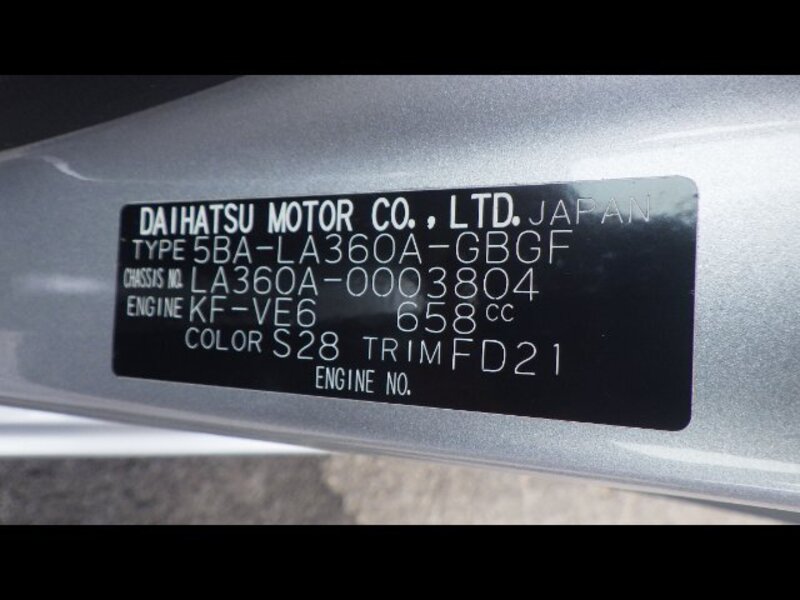 DAIHATSU MOTOR CO., LTD. JAPAN
TYPE 5BA-LA360A-GBGF
CHASSIS NO. LA360A-0003804
ENGINE KF-VE6 658CC
COLOR S28 TRIM FD21
ENGINE NO.